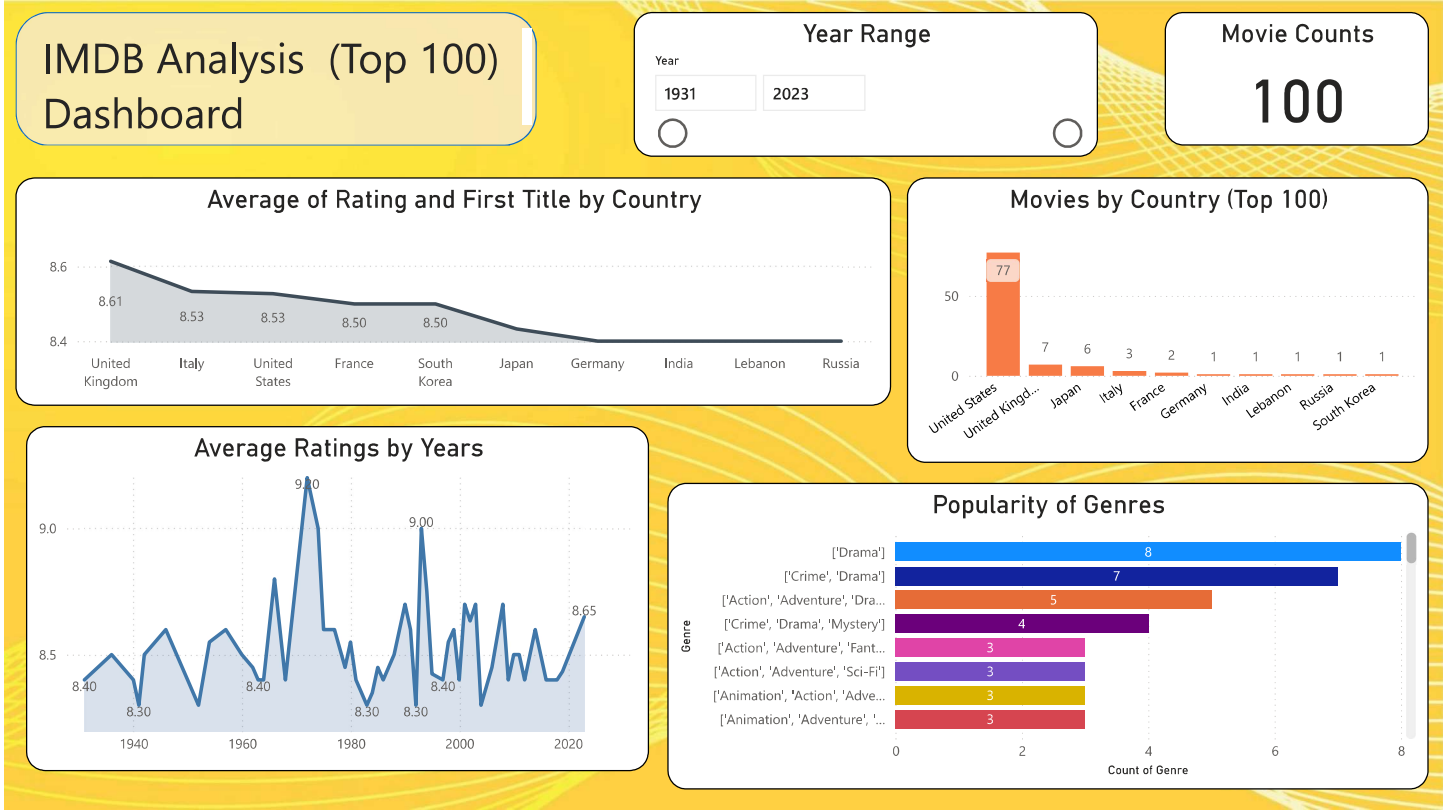 IMDB Analysis (Top 100)
Dashboard
Year Range
Year
1931
2023
Movie Counts
100
Average of Rating and First Title by Country
8.6
8.4
8.61
8.53
8.53
8.50
8.50
United
Kingdom
Italy
United
States
France
South
Korea
Japan
Germany
India
Lebanon
Russia
Movies by Country (Top 100)
50
0
77
7
6
3
2
1
1
1
1
1
United States
United Kingd...
Japan
Italy
France
Germany
India
Lebanon
Russia
South Korea
Average Ratings by Years
9.0
8.5
9.20
9.00
8.65
8.40
8.30
8.40
8.30
8.30
8.40
1940
1960
1980
2000
2020
Popularity of Genres
Genre
['Drama']
8
['Crime', 'Drama']
7
['Action', 'Adventure', 'Dra...
5
['Crime', 'Drama', 'Mystery']
4
['Action', 'Adventure', 'Fant...
3
['Action', 'Adventure', 'Sci-Fi']
3
['Animation', 'Action', 'Adve...
3
['Animation', 'Adventure', '...
3
0
2
4
6
8
Count of Genre